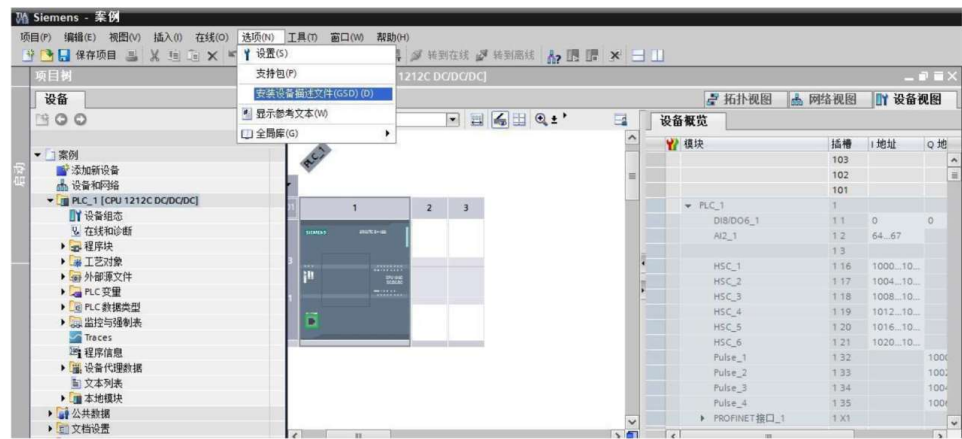 Siemens - 案例
项目(P) 编辑(E) 视图(V) 插入(I) 在线(O) 选项(N) 工具(T) 窗口(W) 帮助(H)
保存项目 转到在线 转到离线
设置(S)
支持包(P)
安装设备描述文件(GSD) (D)
显示参考文本(W)
全局库(G)
项目树
1212C DC/DC/DC]
设备
拓扑视图 网络视图 设备视图
设备概览
启动
案例
添加新设备
设备和网络
PLC_1 [CPU 1212C DC/DC/DC]
设备组态
在线和诊断
程序块
工艺对象
外部源文件
PLC 变量
PLC 数据类型
监控与强制表
Traces
程序信息
设备代理数据
文本列表
本地模块
公共数据
文档设置
PLC_1
1 2 3
SIEMENS
模块 插槽 I 地址 Q 地
103
102
101
PLC_1 1
DI8/DO6_1 1 1 0 0
AI2_1 1 2 64...67
1 3
HSC_1 1 16 1000...10...
HSC_2 1 17 1004...10...
HSC_3 1 18 1008...10...
HSC_4 1 19 1012...10...
HSC_5 1 20 1016...10...
HSC_6 1 21 1020...10...
Pulse_1 1 32 100
Pulse_2 1 33 100
Pulse_3 1 34 100
Pulse_4 1 35 100
PROFINET接口_1 1 X1